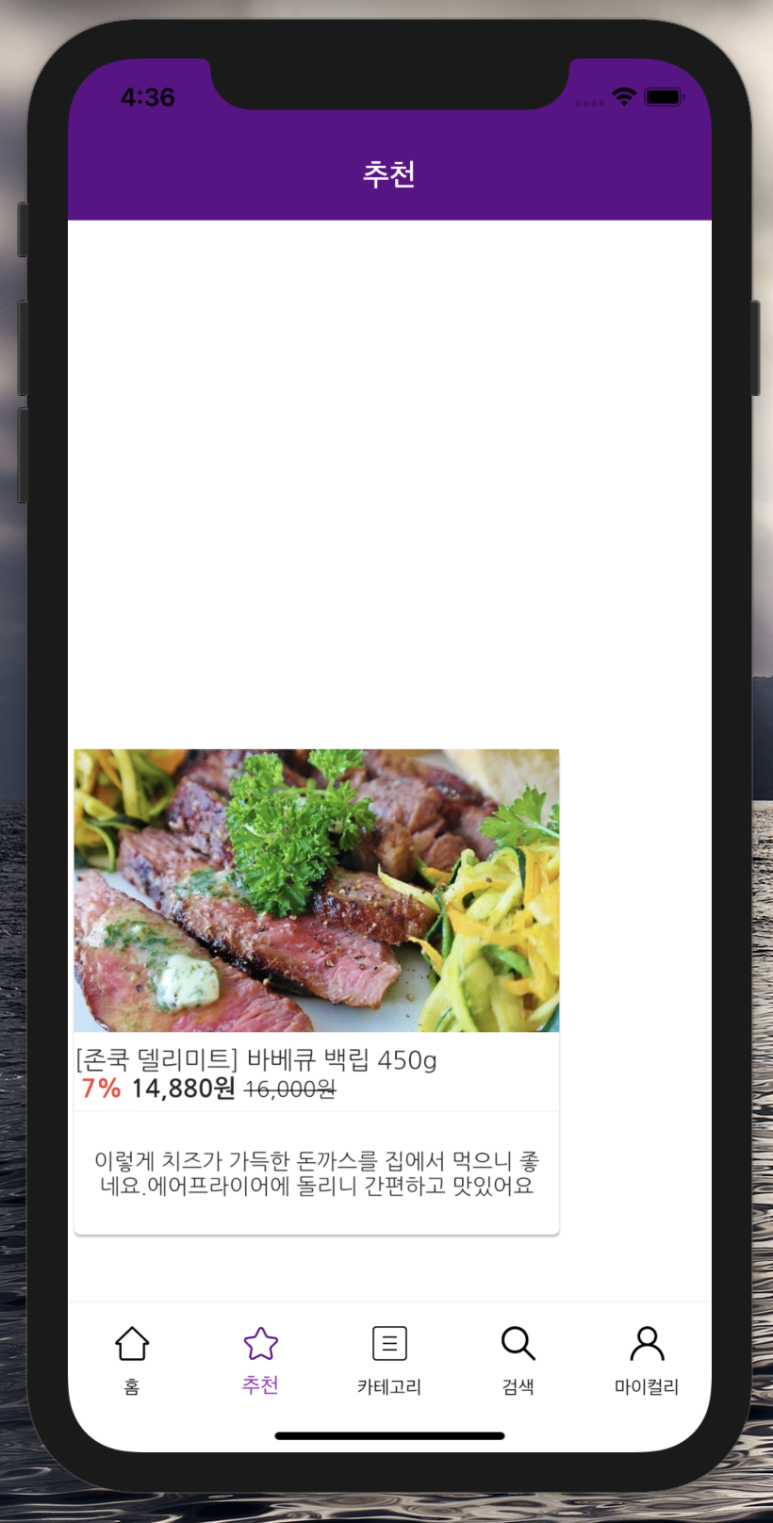 4:36
추천
[존쿡 델리미트] 바베큐 백립 450g
7% 14,880원 16,000원
이렇게 치즈가 가득한 돈까스를 집에서 먹으니 좋
네요.에어프라이어에 돌리니 간편하고 맛있어요
홈 추천 카테고리 검색 마이컬리